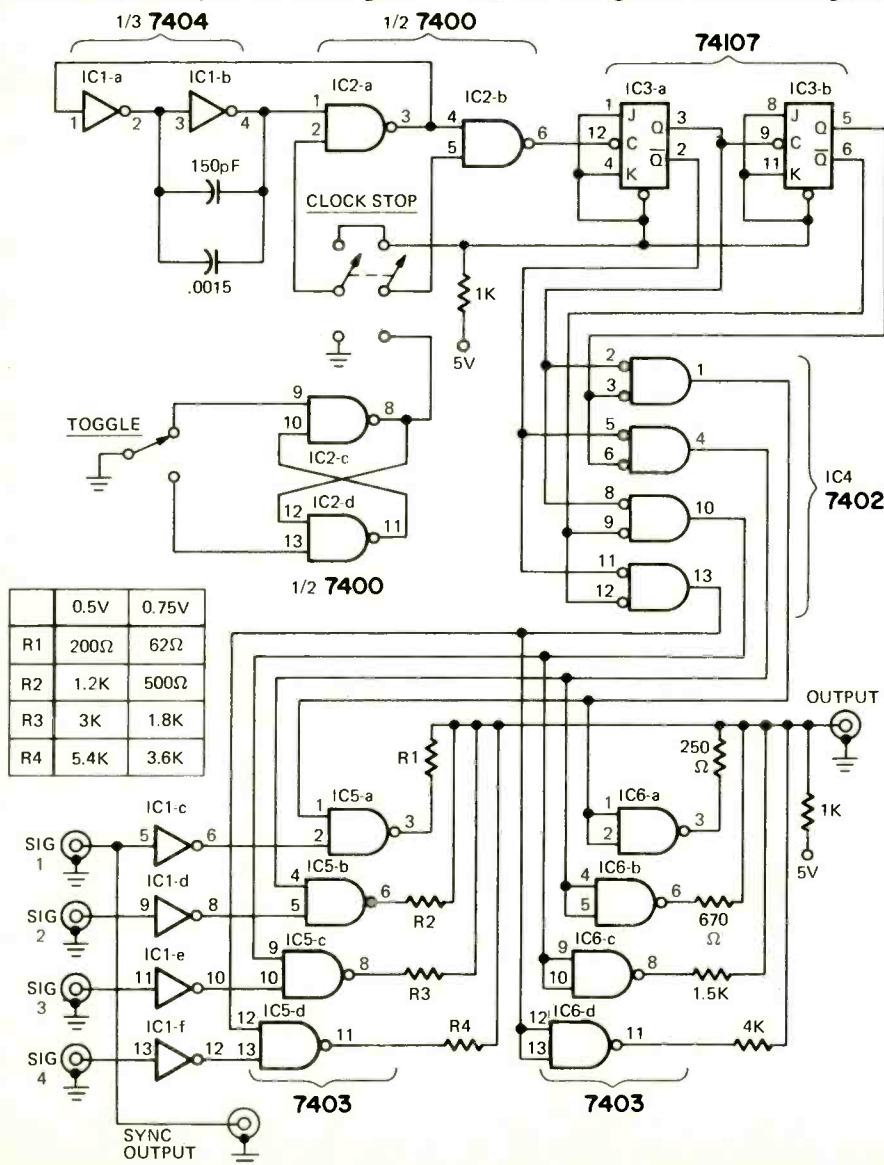 1/3 7404
1/2 7400
74107
IC1-a
IC1-b
IC2-a
IC2-b
IC3-a
IC3-b
1
2
3
4
1
2
3
4
5
6
1
J
12
C
4
K
Q
3
Q
2
8
J
9
C
11
K
Q
5
Q
6
150pF
.0015
CLOCK STOP
1K
5V
TOGGLE
9
10
8
IC2-c
IC2-d
12
13
11
1/2 7400
2
3
1
5
6
4
8
9
10
11
12
13
IC4
7402
0.5V 0.75V
R1 200Ω 62Ω
R2 1.2K 500Ω
R3 3K 1.8K
R4 5.4K 3.6K
OUTPUT
R1
250
Ω
1K
5V
IC5-a
1
2
3
IC6-a
1
2
3
SIG
1
IC1-c
5
6
IC5-b
4
5
6
R2
IC6-b
4
5
6
670
Ω
SIG
2
IC1-d
9
8
IC5-c
9
10
8
R3
IC6-c
9
10
8
1.5K
SIG
3
IC1-e
11
10
IC5-d
12
13
11
R4
IC6-d
12
13
11
4K
SIG
4
IC1-f
13
12
7403
7403
SYNC
OUTPUT